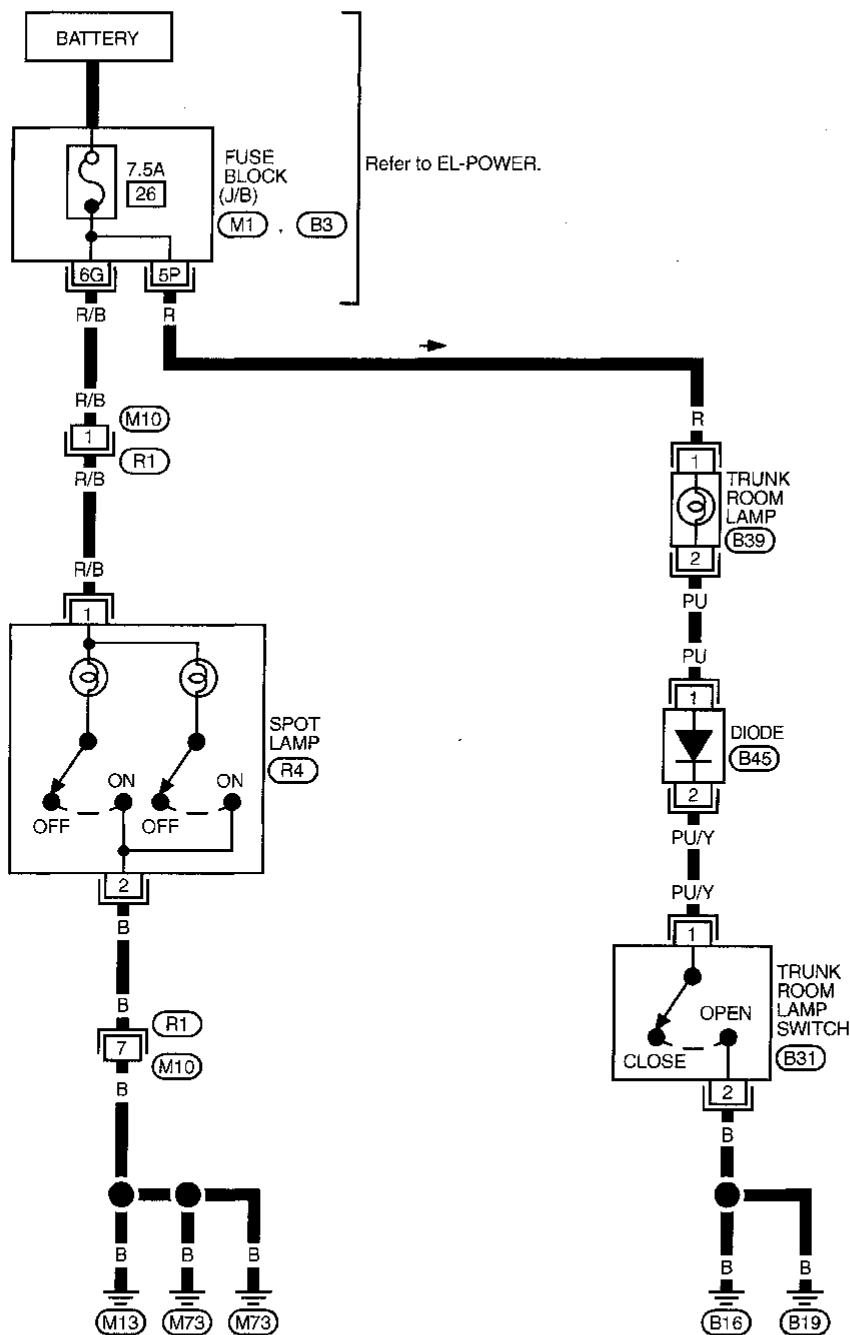 BATTERY
7.5A
26
FUSE
BLOCK
(J/B)
M1 , B3
Refer to EL-POWER.
6G 5P
R/B R
R/B
1
M10
R1
R/B
R/B
1
SPOT
LAMP
R4
OFF ON OFF ON
2
B
B
7
R1
M10
B
B B B
M13 M73 M73
R
1
TRUNK
ROOM
LAMP
B39
2
PU
PU
1
DIODE
B45
2
PU/Y
PU/Y
1
TRUNK
ROOM
LAMP
SWITCH
B31
OPEN
CLOSE
2
B
B B
B16 B19